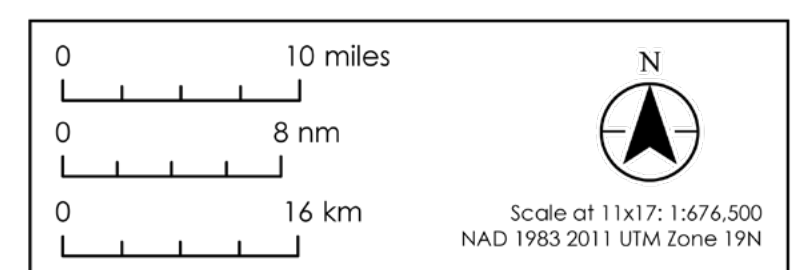 0 10 miles
0 8 nm
0 16 km
N
Scale at 11x17: 1:676,500
NAD 1983 2011 UTM Zone 19N